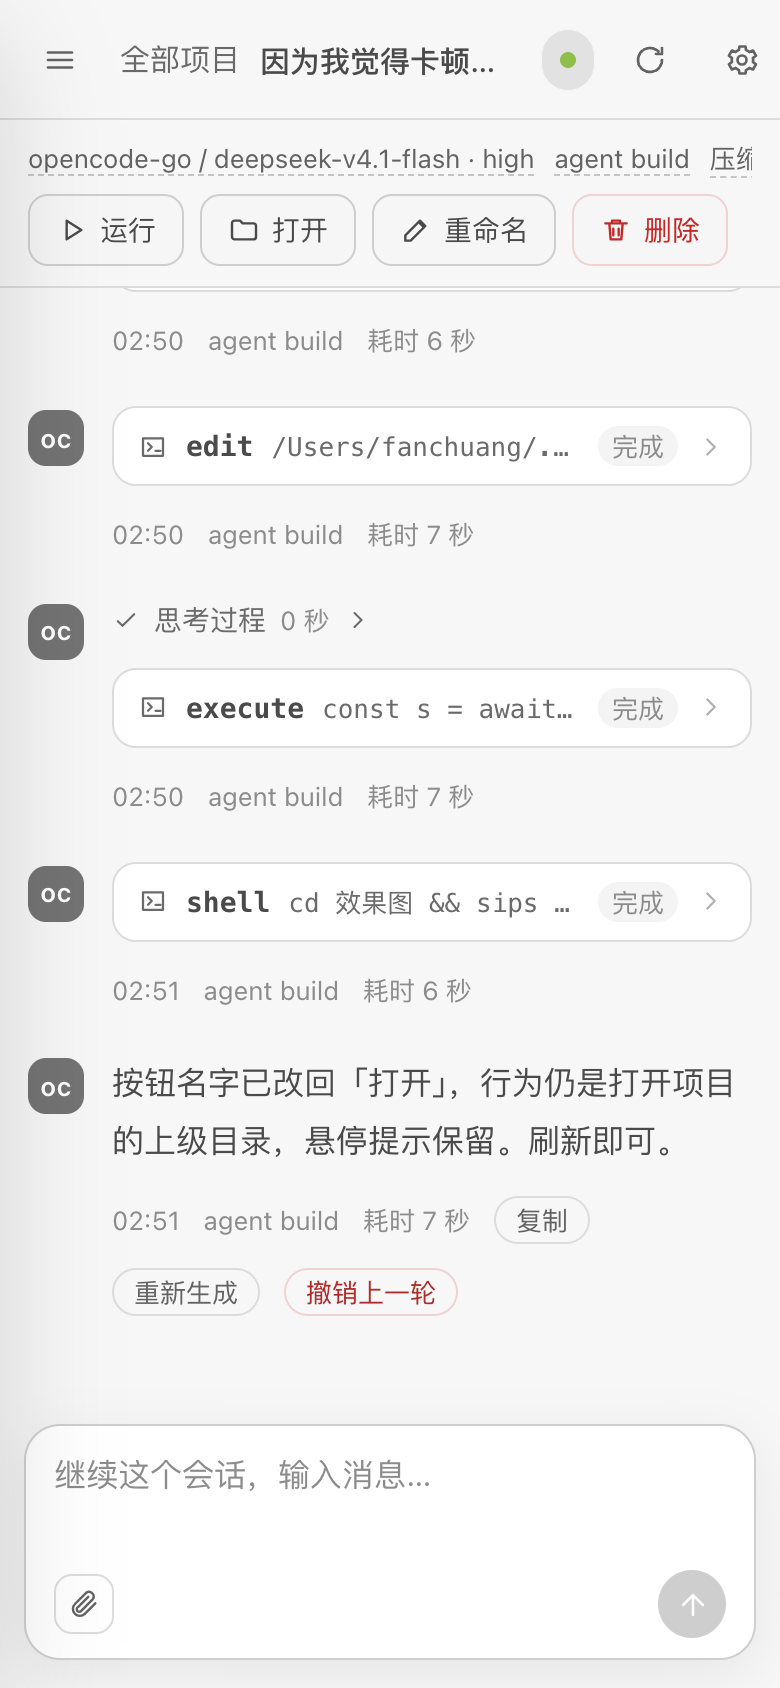 全部项目 因为我觉得卡顿...
opencode-go / deepseek-v4.1-flash · high agent build 压缩
运行 打开 重命名 删除
02:50 agent build 耗时 6 秒
OC edit /Users/fanchuang/.… 完成
02:50 agent build 耗时 7 秒
OC 思考过程 0 秒
execute const s = await… 完成
02:50 agent build 耗时 7 秒
OC shell cd 效果图 && sips … 完成
02:51 agent build 耗时 6 秒
OC 按钮名字已改回「打开」，行为仍是打开项目
的上级目录，悬停提示保留。刷新即可。
02:51 agent build 耗时 7 秒 复制
重新生成 撤销上一轮
继续这个会话，输入消息...